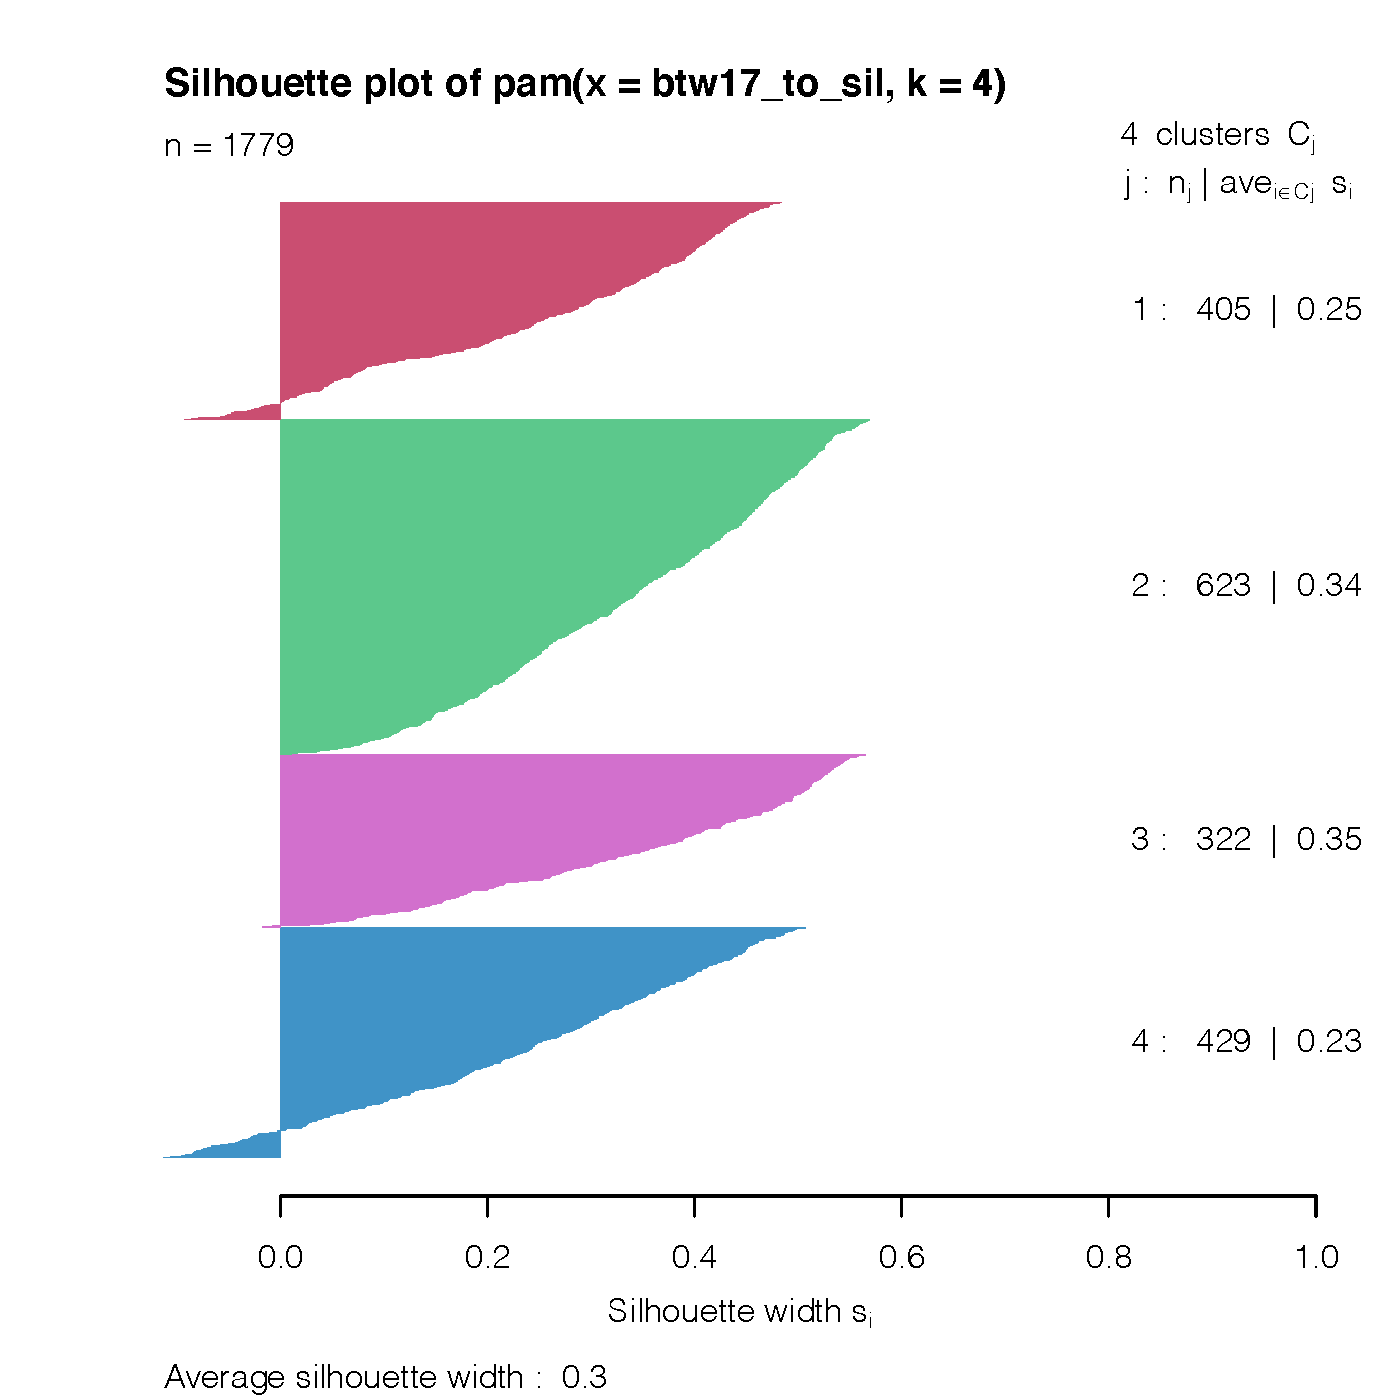 Silhouette plot of pam(x = btw17_to_sil, k = 4)
n = 1779
4 clusters Cj
j : nj | avei∈Cj si
1 : 405 | 0.25
2 : 623 | 0.34
3 : 322 | 0.35
4 : 429 | 0.23
0.0 0.2 0.4 0.6 0.8 1.0
Silhouette width si
Average silhouette width : 0.3